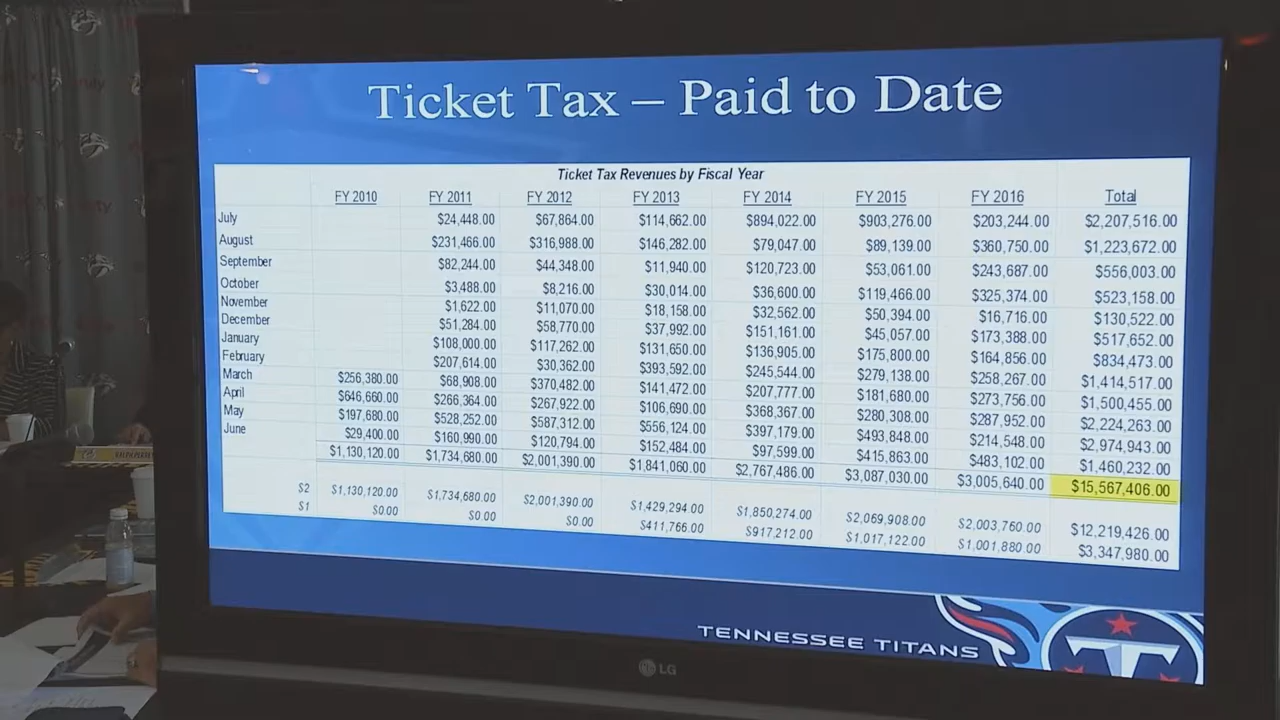 Ticket Tax – Paid to Date
Ticket Tax Revenues by Fiscal Year
FY 2010 FY 2011 FY 2012 FY 2013 FY 2014 FY 2015 FY 2016 Total
July $24,448.00 $67,864.00 $114,662.00 $894,022.00 $903,276.00 $203,244.00 $2,207,516.00
August $231,466.00 $316,988.00 $146,282.00 $79,047.00 $89,139.00 $360,750.00 $1,223,672.00
September $82,244.00 $44,348.00 $11,940.00 $120,723.00 $53,061.00 $243,687.00 $556,003.00
October $3,488.00 $8,216.00 $30,014.00 $36,600.00 $119,466.00 $325,374.00 $523,158.00
November $1,622.00 $11,070.00 $18,158.00 $32,562.00 $50,394.00 $16,716.00 $130,522.00
December $51,284.00 $58,770.00 $37,992.00 $151,161.00 $45,057.00 $173,388.00 $517,652.00
January $108,000.00 $117,262.00 $131,650.00 $136,905.00 $175,800.00 $164,856.00 $834,473.00
February $207,614.00 $30,362.00 $393,592.00 $245,544.00 $279,138.00 $258,267.00 $1,414,517.00
March $256,380.00 $68,908.00 $370,482.00 $141,472.00 $207,777.00 $181,680.00 $273,756.00 $1,500,455.00
April $646,660.00 $266,364.00 $267,922.00 $106,690.00 $368,367.00 $280,308.00 $287,952.00 $2,224,263.00
May $197,680.00 $528,252.00 $587,312.00 $556,124.00 $397,179.00 $493,848.00 $214,548.00 $2,974,943.00
June $29,400.00 $160,990.00 $120,794.00 $152,484.00 $97,599.00 $415,863.00 $483,102.00 $1,460,232.00
$1,130,120.00 $1,734,680.00 $2,001,390.00 $1,841,060.00 $2,767,486.00 $3,087,030.00 $3,005,640.00 $15,567,406.00
$2 $1,130,120.00 $1,734,680.00 $2,001,390.00 $1,429,294.00 $1,850,274.00 $2,069,908.00 $2,003,760.00 $12,219,426.00
$1 $0.00 $0.00 $0.00 $411,766.00 $917,212.00 $1,017,122.00 $1,001,880.00 $3,347,980.00
TENNESSEE TITANS
T
LG